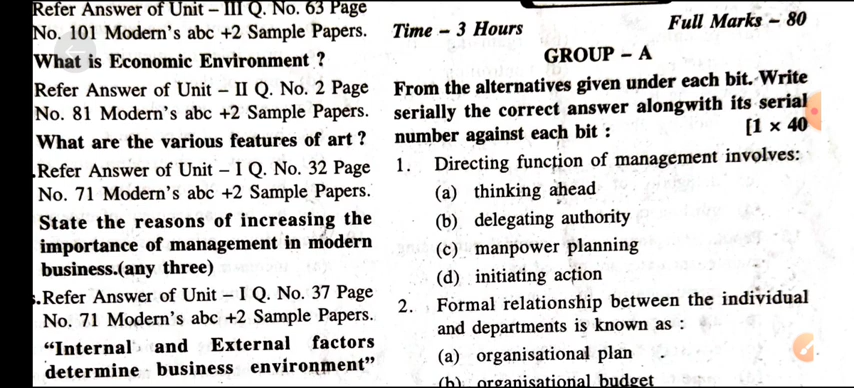 Refer Answer of Unit – III Q. No. 63 Page
No. 101 Modern's abc +2 Sample Papers.
What is Economic Environment ?
Refer Answer of Unit – II Q. No. 2 Page
No. 81 Modern's abc +2 Sample Papers.
What are the various features of art ?
.Refer Answer of Unit – I Q. No. 32 Page
No. 71 Modern's abc +2 Sample Papers.
State the reasons of increasing the
importance of management in modern
business.(any three)
.Refer Answer of Unit – I Q. No. 37 Page
No. 71 Modern's abc +2 Sample Papers.
“Internal and External factors
determine business environment”
Time – 3 Hours
Full Marks – 80
GROUP – A
From the alternatives given under each bit. Write
serially the correct answer alongwith its serial
number against each bit : [1 × 40
1. Directing function of management involves:
(a) thinking ahead
(b) delegating authority
(c) manpower planning
(d) initiating action
2. Formal relationship between the individual
and departments is known as :
(a) organisational plan
(b) organisational budget